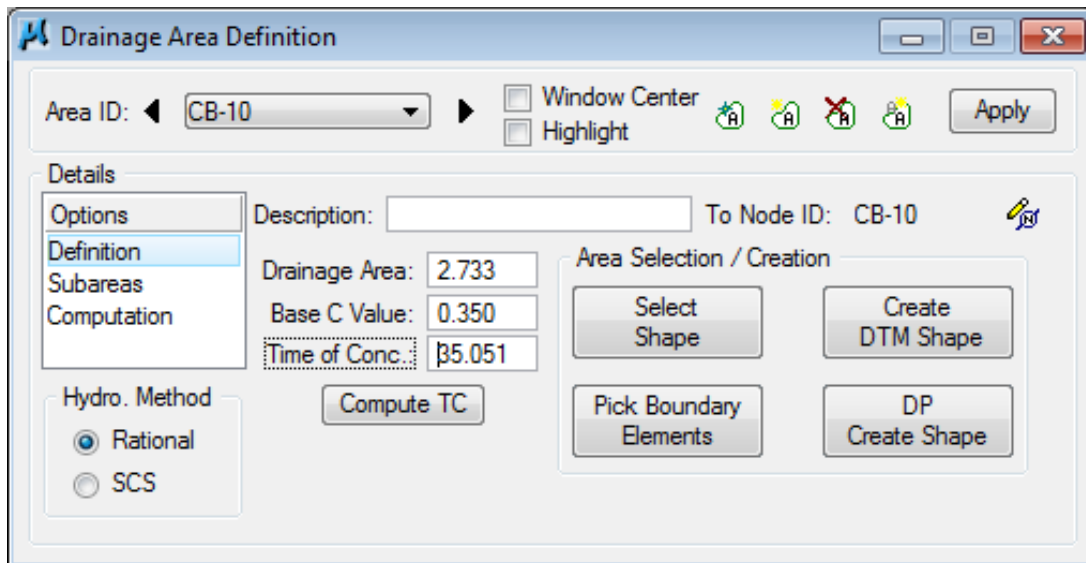 Drainage Area Definition
Area ID: CB-10
Window Center
Highlight
Apply
Details
Options
Definition
Subareas
Computation
Description:
To Node ID: CB-10
Drainage Area: 2.733
Base C Value: 0.350
Time of Conc.: 35.051
Compute TC
Area Selection / Creation
Select
Shape
Create
DTM Shape
Pick Boundary
Elements
DP
Create Shape
Hydro. Method
Rational
SCS